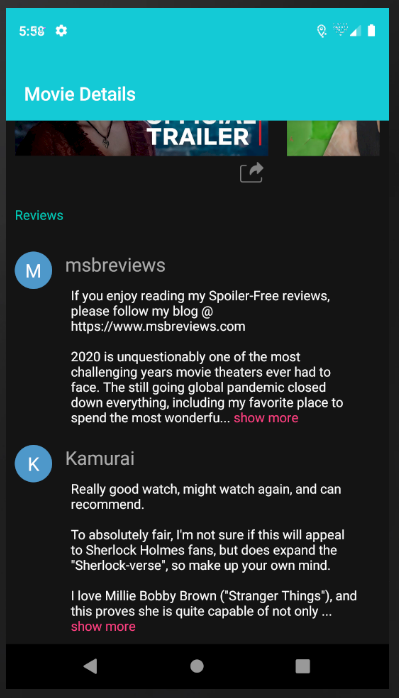 5:58
Movie Details
OFFICIAL
TRAILER
Reviews
M
msbreviews
If you enjoy reading my Spoiler-Free reviews,
please follow my blog @
https://www.msbreviews.com
2020 is unquestionably one of the most
challenging years movie theaters ever had to
face. The still going global pandemic closed
down everything, including my favorite place to
spend the most wonderfu... show more
K
Kamurai
Really good watch, might watch again, and can
recommend.
To absolutely fair, I'm not sure if this will appeal
to Sherlock Holmes fans, but does expand the
"Sherlock-verse", so make up your own mind.
I love Millie Bobby Brown ("Stranger Things"), and
this proves she is quite capable of not only ...
show more